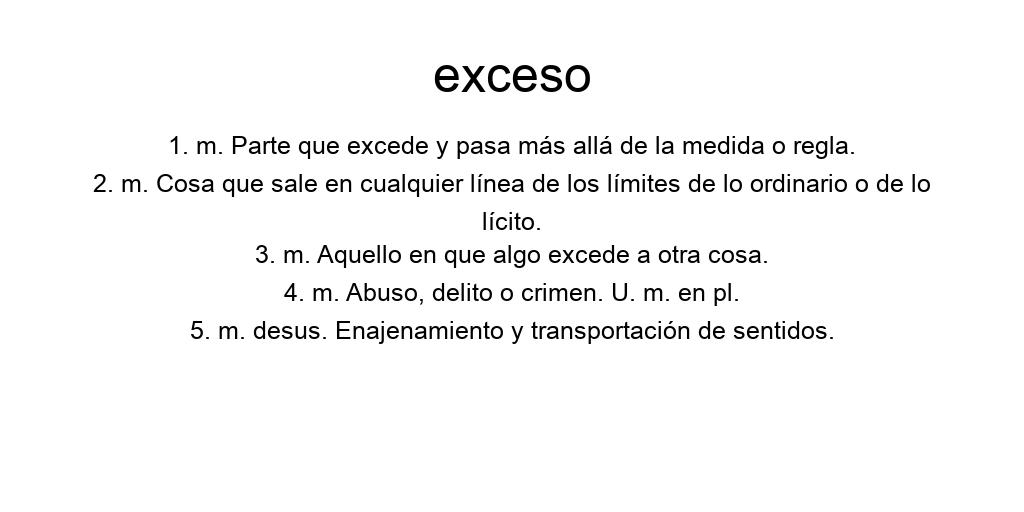 exceso
1. m. Parte que excede y pasa más allá de la medida o regla.
2. m. Cosa que sale en cualquier línea de los límites de lo ordinario o de lo
lícito.
3. m. Aquello en que algo excede a otra cosa.
4. m. Abuso, delito o crimen. U. m. en pl.
5. m. desus. Enajenamiento y transportación de sentidos.